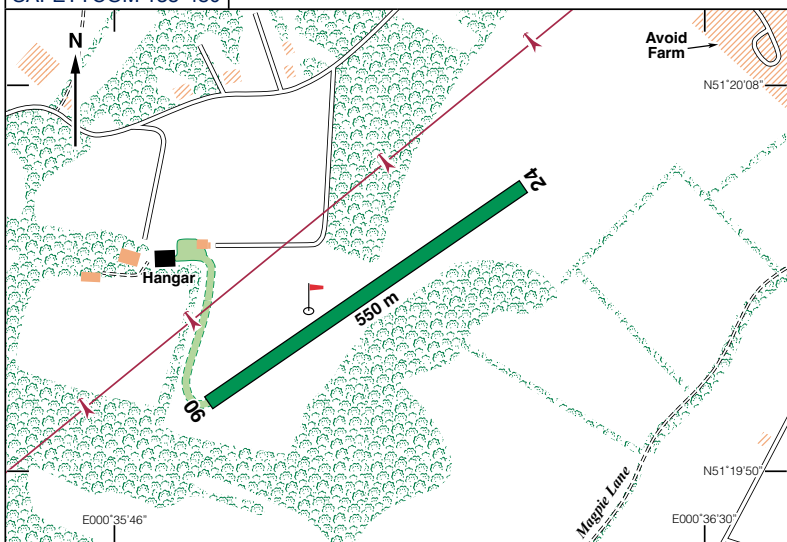 N
Avoid
Farm
N51°20'08"
24
Hangar
550 m
06
N51°19'50"
Magpie Lane
E000°35'46"
E000°36'30"